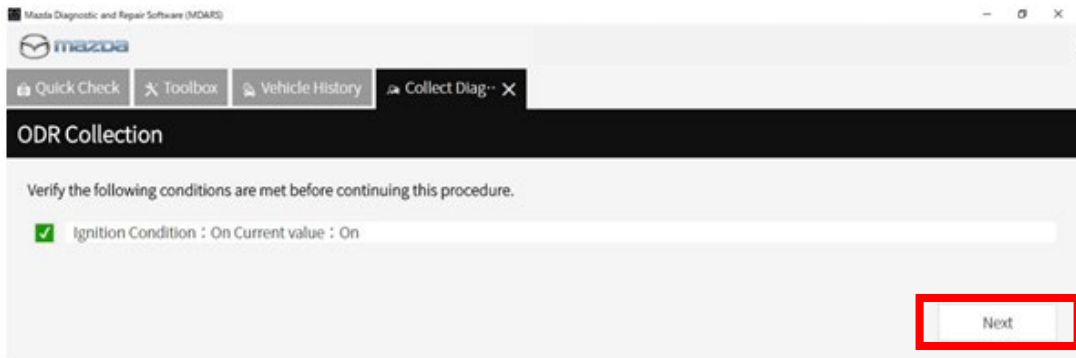 Mazda Diagnostic and Repair Software (MDARS)
mazda
Quick Check Toolbox Vehicle History Collect Diag··
ODR Collection
Verify the following conditions are met before continuing this procedure.
Ignition Condition : On Current value : On
Next